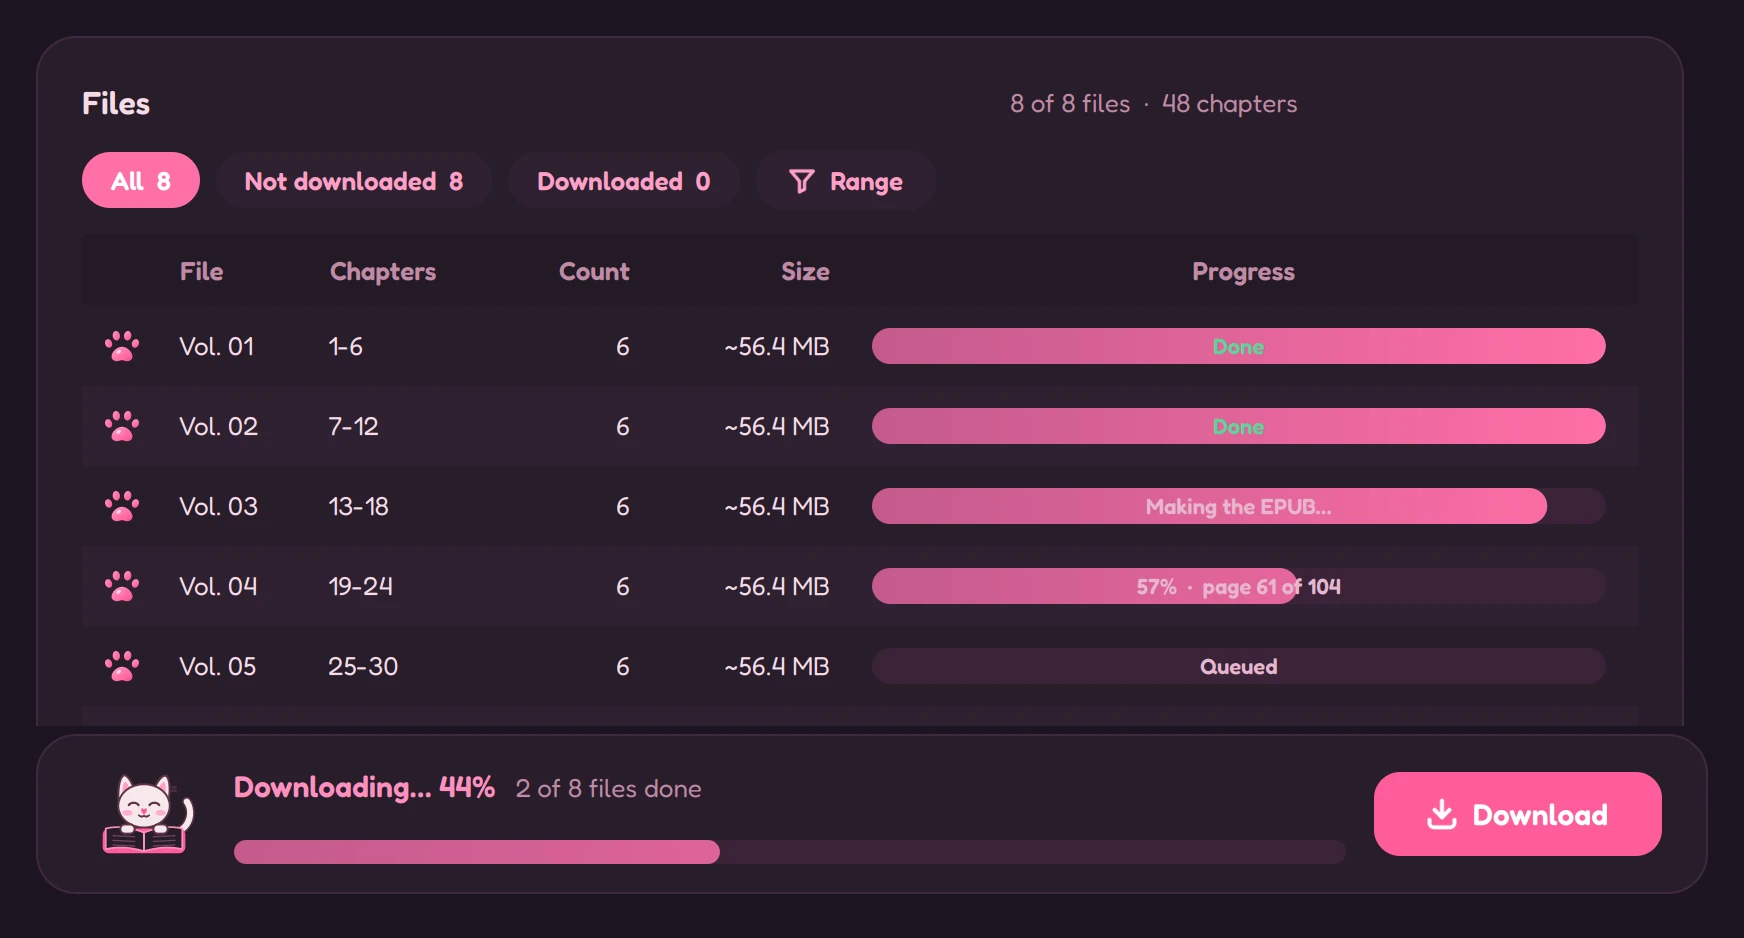 Files
8 of 8 files · 48 chapters
All 8
Not downloaded 8
Downloaded 0
Range
File Chapters Count Size Progress
Vol. 01 1-6 6 ~56.4 MB Done
Vol. 02 7-12 6 ~56.4 MB Done
Vol. 03 13-18 6 ~56.4 MB Making the EPUB...
Vol. 04 19-24 6 ~56.4 MB 57% · page 61 of 104
Vol. 05 25-30 6 ~56.4 MB Queued
Downloading... 44% 2 of 8 files done
Download